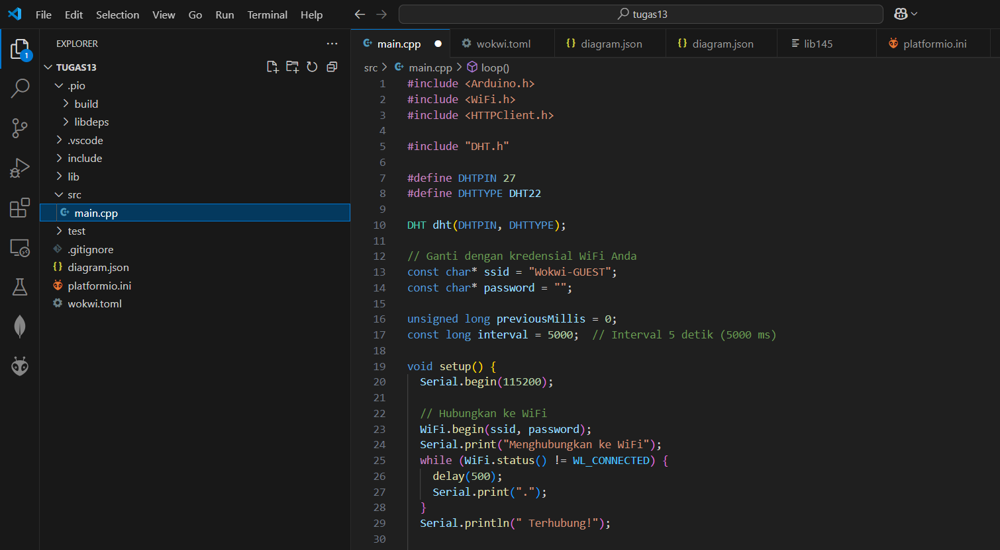 File Edit Selection View Go Run Terminal Help
tugas13
EXPLORER
1
TUGAS13
.pio
build
libdeps
.vscode
include
lib
src
main.cpp
test
.gitignore
diagram.json
platformio.ini
wokwi.toml
main.cpp wokwi.toml {} diagram.json {} diagram.json lib145 platformio.ini
src > main.cpp > loop()
1 #include <Arduino.h>
2 #include <WiFi.h>
3 #include <HTTPClient.h>
4
5 #include "DHT.h"
6
7 #define DHTPIN 27
8 #define DHTTYPE DHT22
9
10 DHT dht(DHTPIN, DHTTYPE);
11
12 // Ganti dengan kredensial WiFi Anda
13 const char* ssid = "Wokwi-GUEST";
14 const char* password = "";
15
16 unsigned long previousMillis = 0;
17 const long interval = 5000;  // Interval 5 detik (5000 ms)
18
19 void setup() {
20   Serial.begin(115200);
21
22   // Hubungkan ke WiFi
23   WiFi.begin(ssid, password);
24   Serial.print("Menghubungkan ke WiFi");
25   while (WiFi.status() != WL_CONNECTED) {
26     delay(500);
27     Serial.print(".");
28   }
29   Serial.println(" Terhubung!");
30